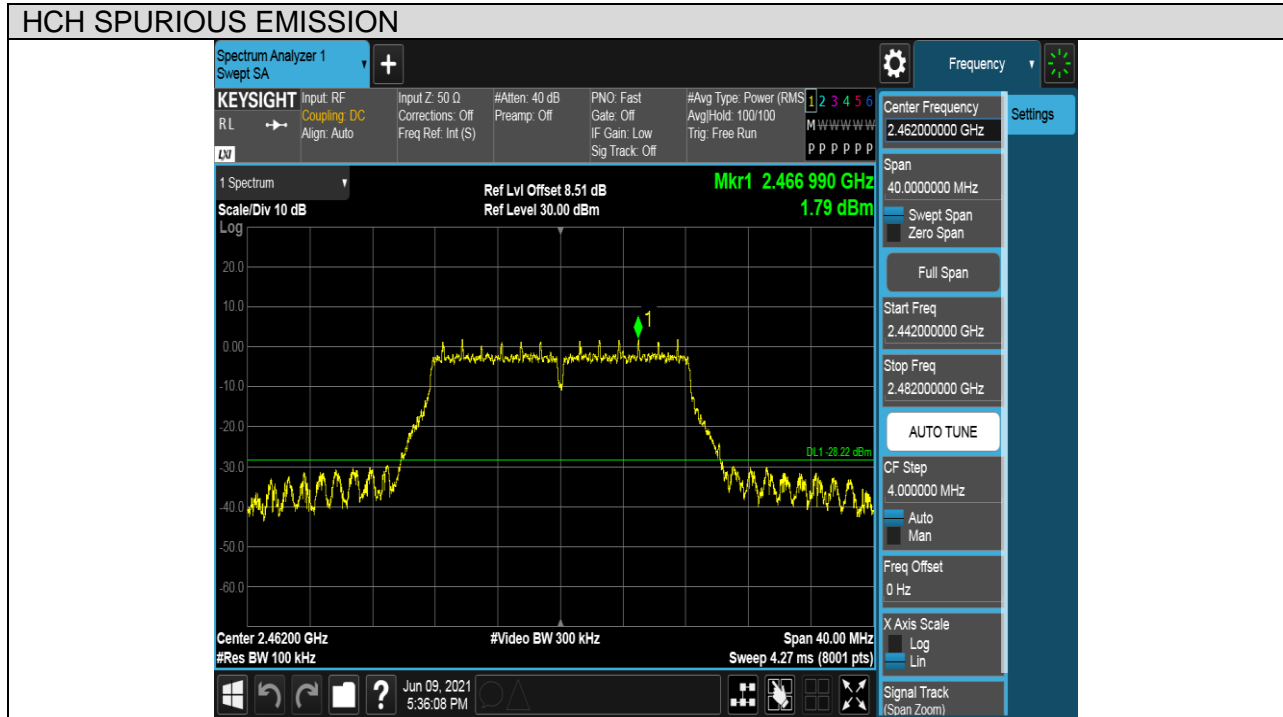 HCH SPURIOUS EMISSION
Spectrum Analyzer 1
Swept SA
+
Frequency
KEYSIGHT
RL
LXI
Input: RF
Coupling: DC
Align: Auto
Input Z: 50 Ω
Corrections: Off
Freq Ref: Int (S)
#Atten: 40 dB
Preamp: Off
PNO: Fast
Gate: Off
IF Gain: Low
Sig Track: Off
#Avg Type: Power (RMS
Avg|Hold: 100/100
Trig: Free Run
1 2 3 4 5 6
M W W W W W
P P P P P P
1 Spectrum
Scale/Div 10 dB
Ref Lvl Offset 8.51 dB
Ref Level 30.00 dBm
Mkr1 2.466 990 GHz
1.79 dBm
Log
20.0
10.0
0.00
-10.0
-20.0
-30.0
-40.0
-50.0
-60.0
1
DL1 -28.22 dBm
Center 2.46200 GHz
#Res BW 100 kHz
#Video BW 300 kHz
Span 40.00 MHz
Sweep 4.27 ms (8001 pts)
?
Jun 09, 2021
5:36:08 PM
Center Frequency
2.462000000 GHz
Settings
Span
40.0000000 MHz
Swept Span
Zero Span
Full Span
Start Freq
2.442000000 GHz
Stop Freq
2.482000000 GHz
AUTO TUNE
CF Step
4.000000 MHz
Auto
Man
Freq Offset
0 Hz
X Axis Scale
Log
Lin
Signal Track
(Span Zoom)